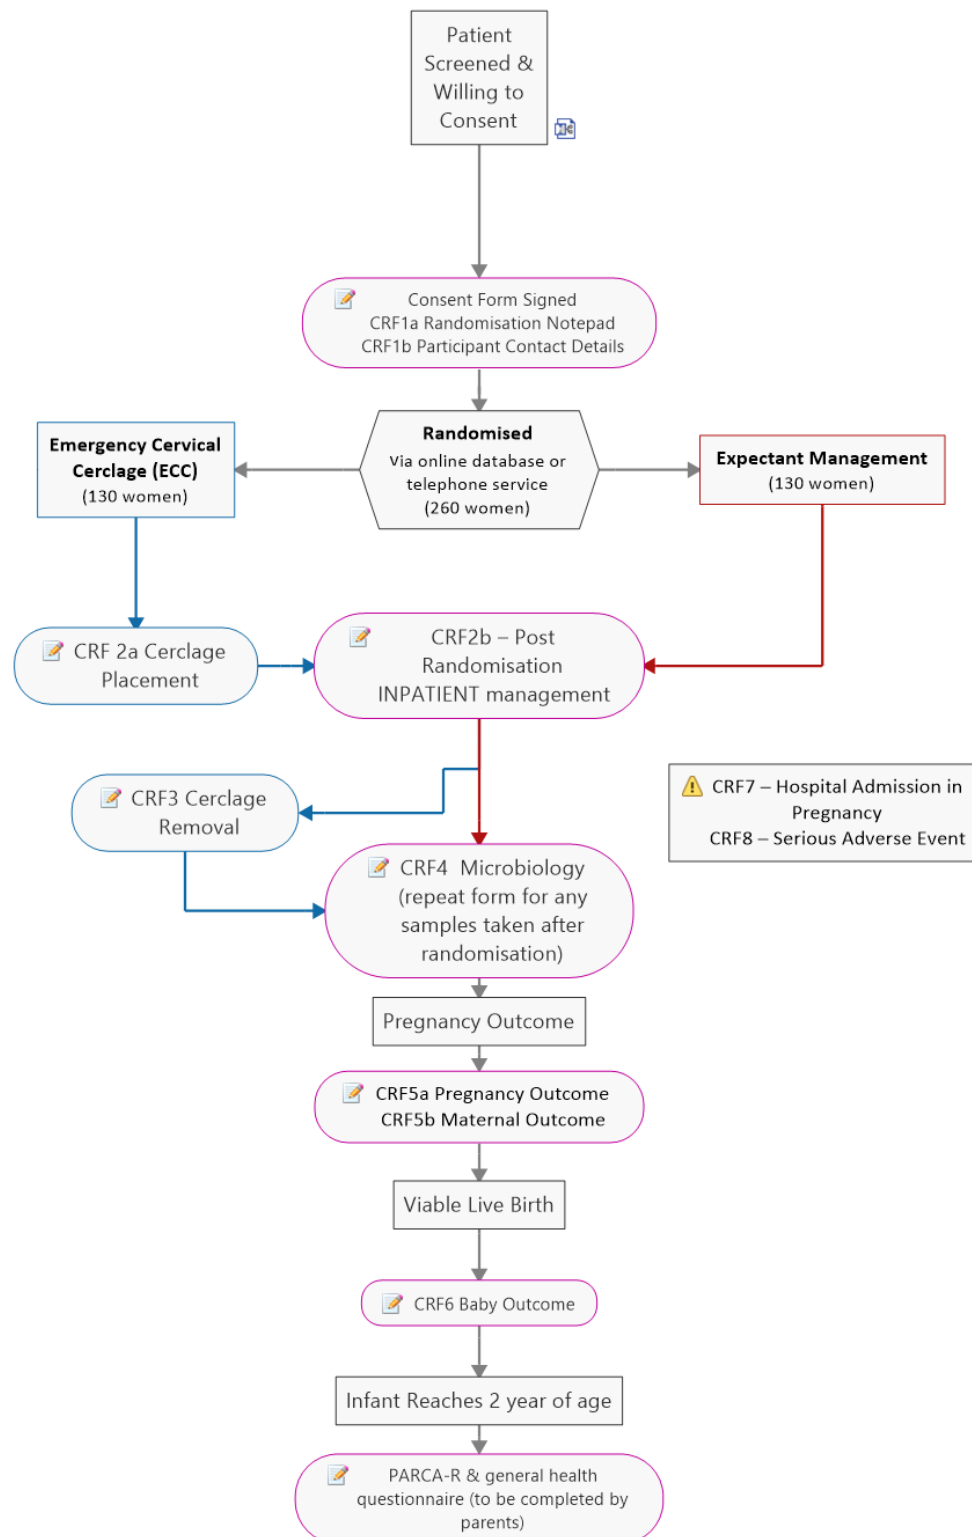 Patient
Screened &
Willing to
Consent
Consent Form Signed
CRF1a Randomisation Notepad
CRF1b Participant Contact Details
Emergency Cervical
Cerclage (ECC)
(130 women)
Randomised
Via online database or
telephone service
(260 women)
Expectant Management
(130 women)
CRF 2a Cerclage
Placement
CRF2b – Post
Randomisation
INPATIENT management
CRF3 Cerclage
Removal
CRF7 – Hospital Admission in
Pregnancy
CRF8 – Serious Adverse Event
CRF4 Microbiology
(repeat form for any
samples taken after
randomisation)
Pregnancy Outcome
CRF5a Pregnancy Outcome
CRF5b Maternal Outcome
Viable Live Birth
CRF6 Baby Outcome
Infant Reaches 2 year of age
PARCA-R & general health
questionnaire (to be completed by
parents)